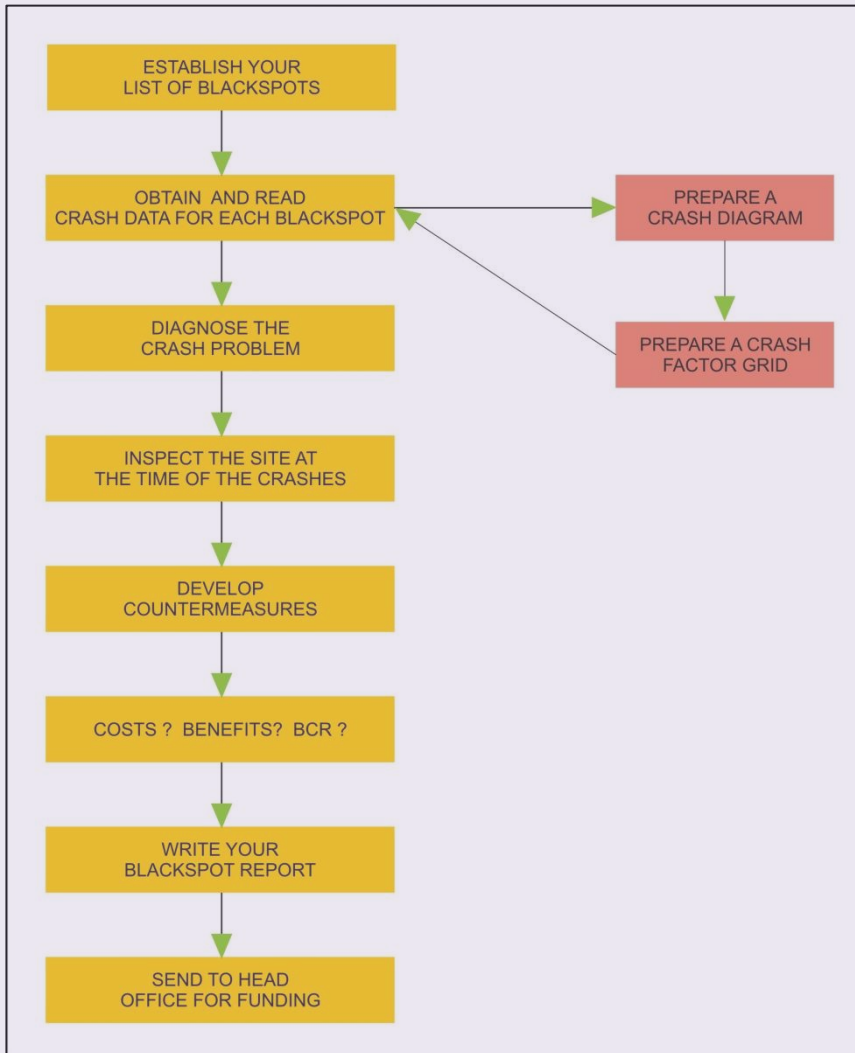 ESTABLISH YOUR
LIST OF BLACKSPOTS
OBTAIN AND READ
CRASH DATA FOR EACH BLACKSPOT
PREPARE A
CRASH DIAGRAM
DIAGNOSE THE
CRASH PROBLEM
PREPARE A CRASH
FACTOR GRID
INSPECT THE SITE AT
THE TIME OF THE CRASHES
DEVELOP
COUNTERMEASURES
COSTS ? BENEFITS? BCR ?
WRITE YOUR
BLACKSPOT REPORT
SEND TO HEAD
OFFICE FOR FUNDING